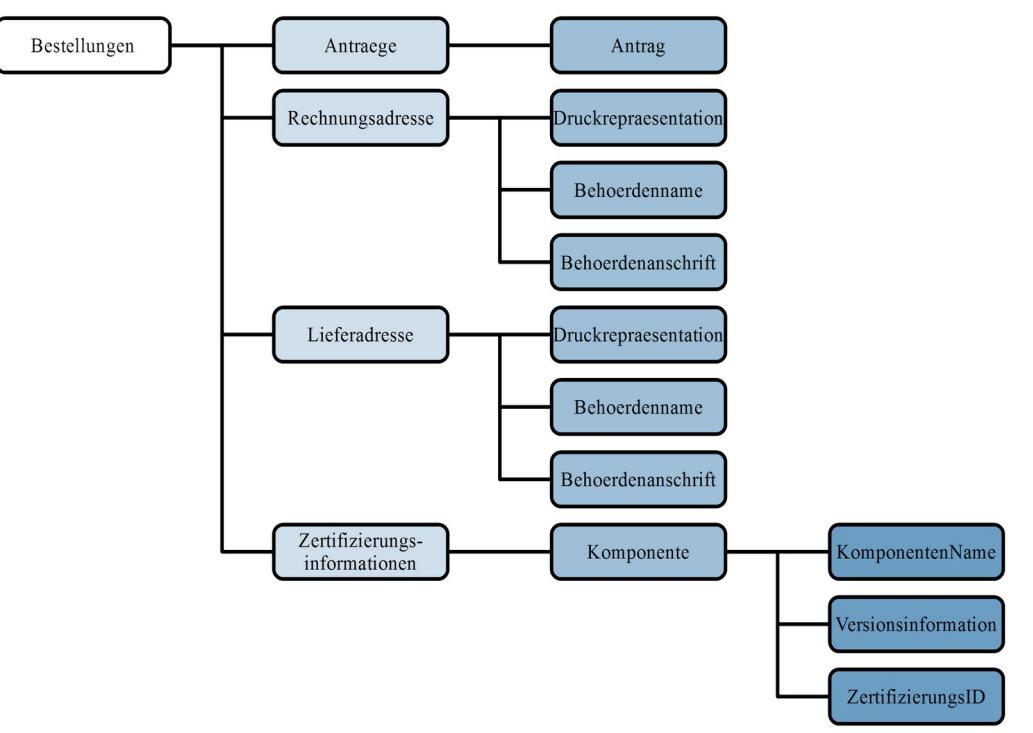 Bestellungen
Antraege
Antrag
Rechnungsadresse
Druckrepraesentation
Behoerdenname
Behoerdenanschrift
Lieferadresse
Druckrepraesentation
Behoerdenname
Behoerdenanschrift
Zertifizierungs-
informationen
Komponente
KomponentenName
Versionsinformation
ZertifizierungsID